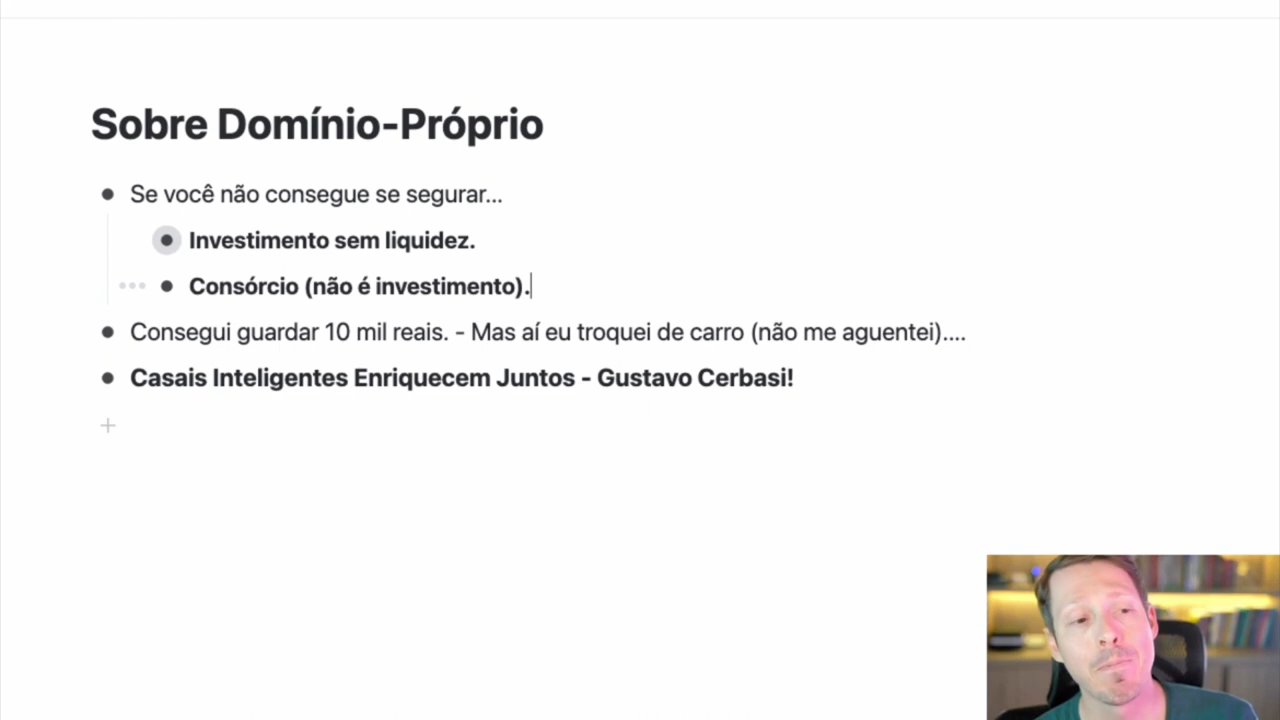 Sobre Domínio-Próprio
Se você não consegue se segurar...
Investimento sem liquidez.
Consórcio (não é investimento).
Consegui guardar 10 mil reais. - Mas aí eu troquei de carro (não me aguentei)....
Casais Inteligentes Enriquecem Juntos - Gustavo Cerbasi!